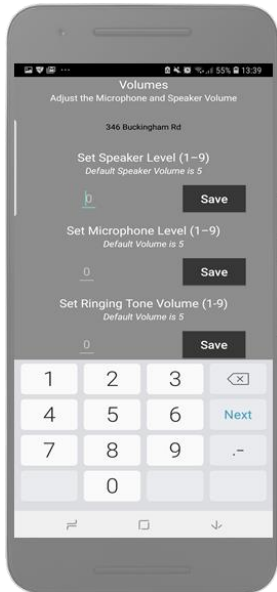 55% 13:39
Volumes
Adjust the Microphone and Speaker Volume
346 Buckingham Rd
Set Speaker Level (1–9)
Default Speaker Volume is 5
0 Save
Set Microphone Level (1–9)
Default Volume is 5
0 Save
Set Ringing Tone Volume (1-9)
Default Volume is 5
0 Save
1 2 3
4 5 6 Next
7 8 9 .-
0